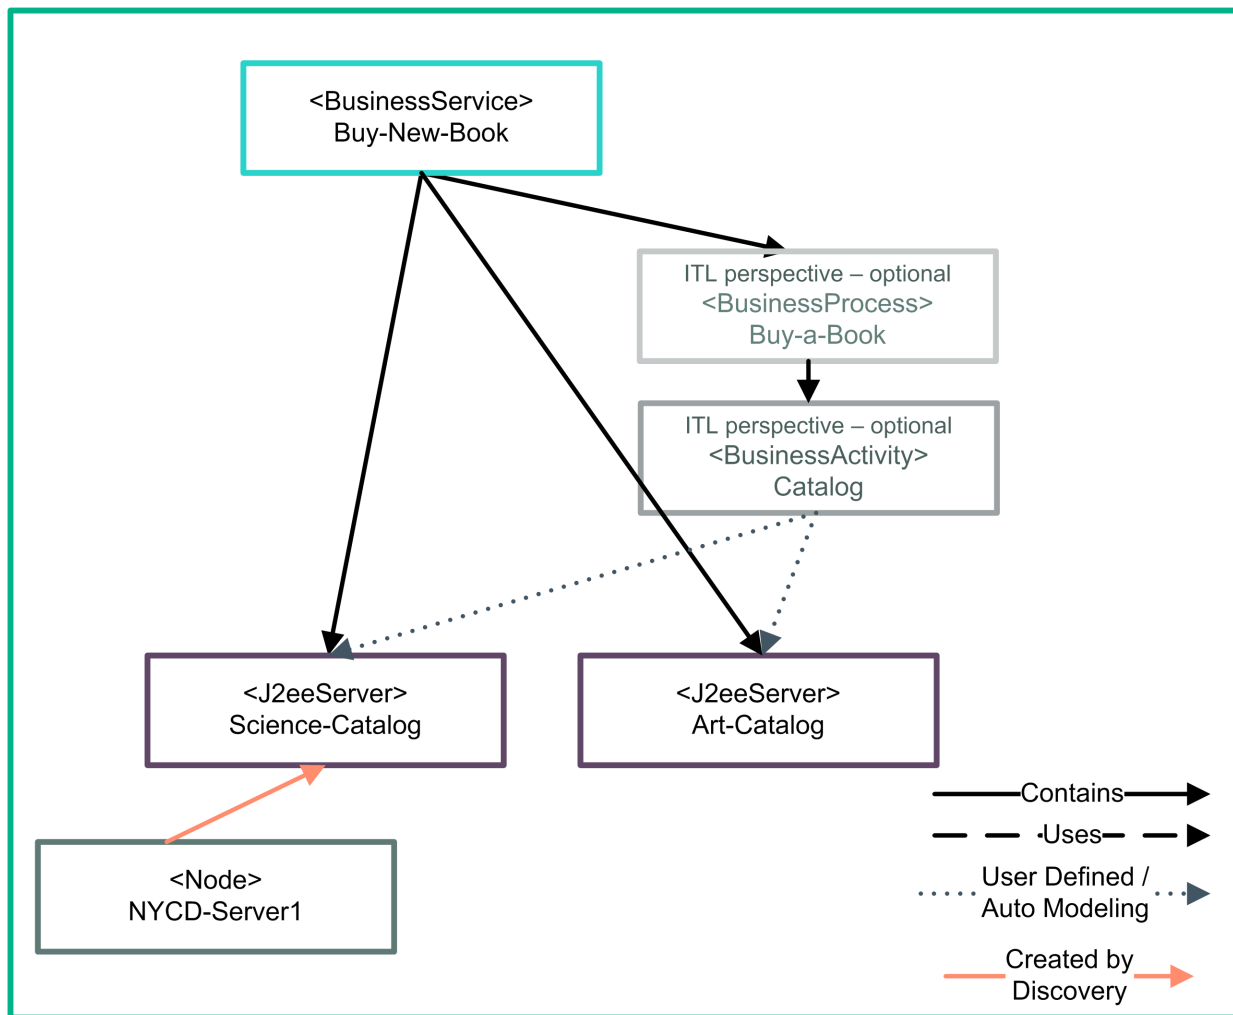 <BusinessService>
Buy-New-Book
ITL perspective – optional
<BusinessProcess>
Buy-a-Book
ITL perspective – optional
<BusinessActivity>
Catalog
<J2eeServer>
Science-Catalog
<J2eeServer>
Art-Catalog
<Node>
NYCD-Server1
Contains
Uses
User Defined /
Auto Modeling
Created by
Discovery